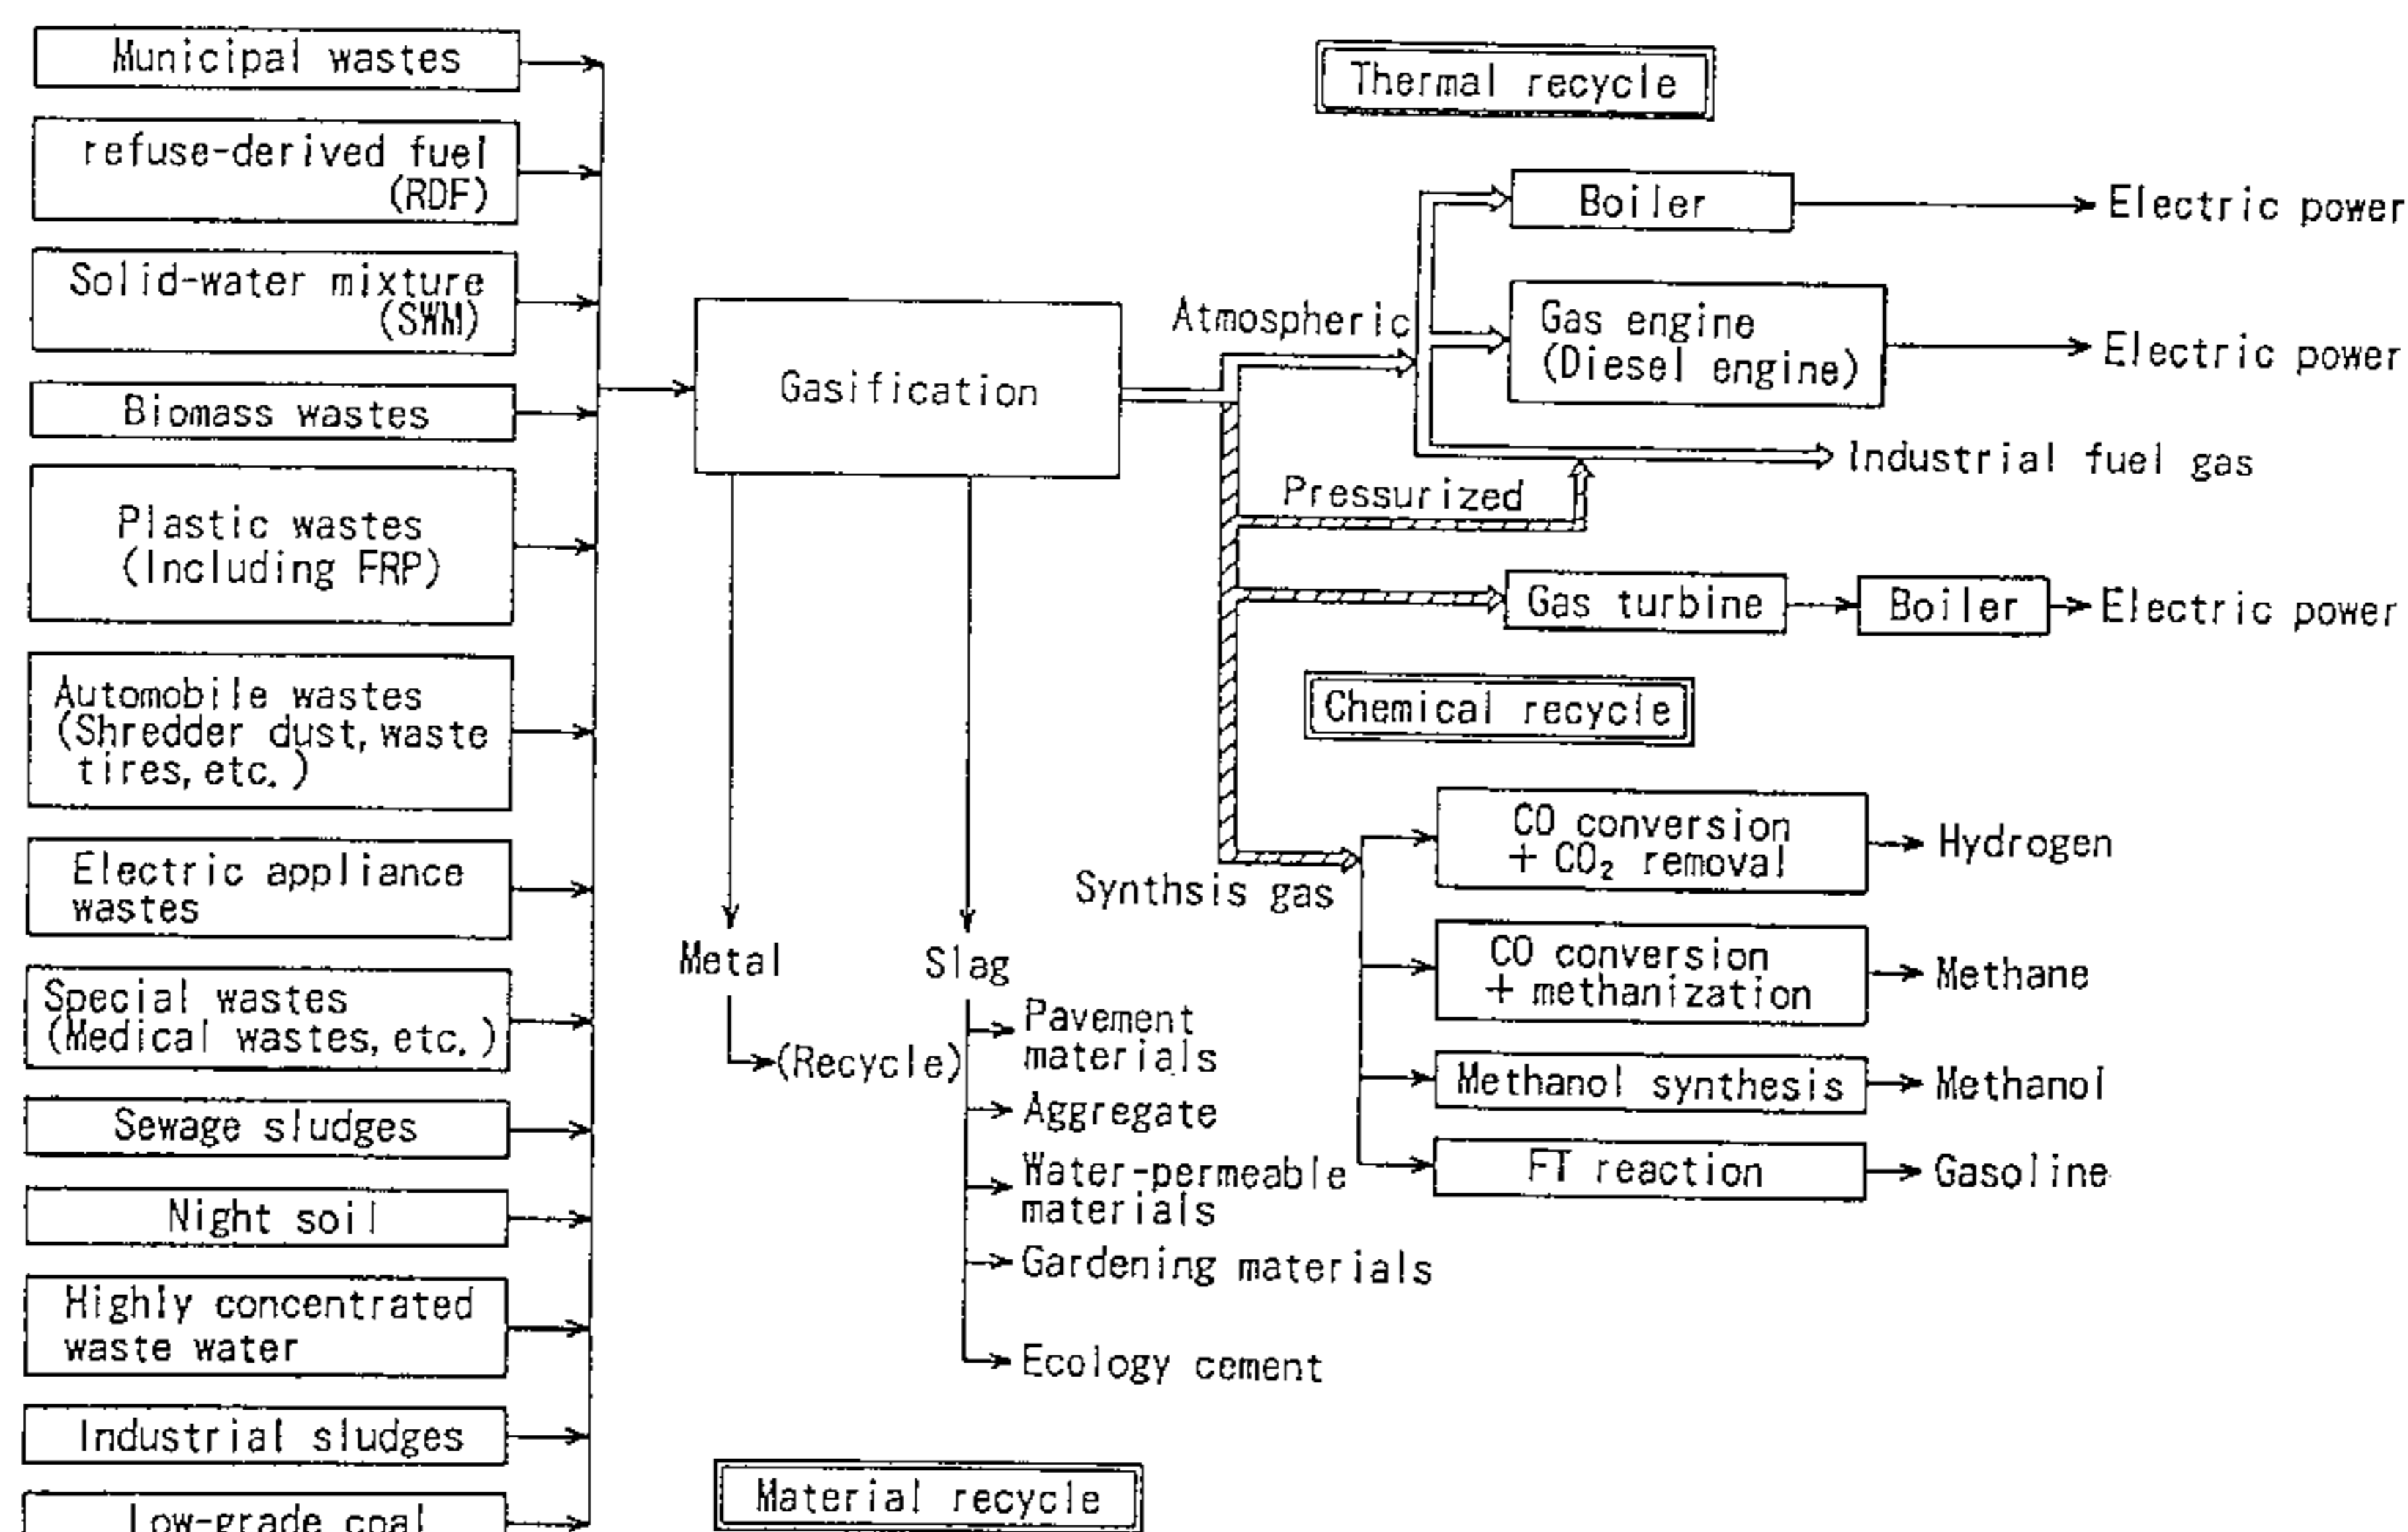 Municipal wastes
refuse-derived fuel
(RDF)
Solid-water mixture
(SWM)
Biomass wastes
Plastic wastes
(Including FRP)
Automobile wastes
(Shredder dust, waste
tires, etc.)
Electric appliance
wastes
Special wastes
(Medical wastes, etc.)
Sewage sludges
Night soil
Highly concentrated
waste water
Industrial sludges
Low-grade coal
Gasification
Metal
(Recycle)
Slag
Pavement
materials
Aggregate
Water-permeable
materials
Gardening materials
Ecology cement
Material recycle
Thermal recycle
Atmospheric
Boiler
Electric power
Gas engine
(Diesel engine)
Electric power
Industrial fuel gas
Pressurized
Gas turbine
Boiler
Electric power
Chemical recycle
Synthsis gas
CO conversion
+ CO₂ removal
Hydrogen
CO conversion
+ methanization
Methane
Methanol synthesis
Methanol
FT reaction
Gasoline